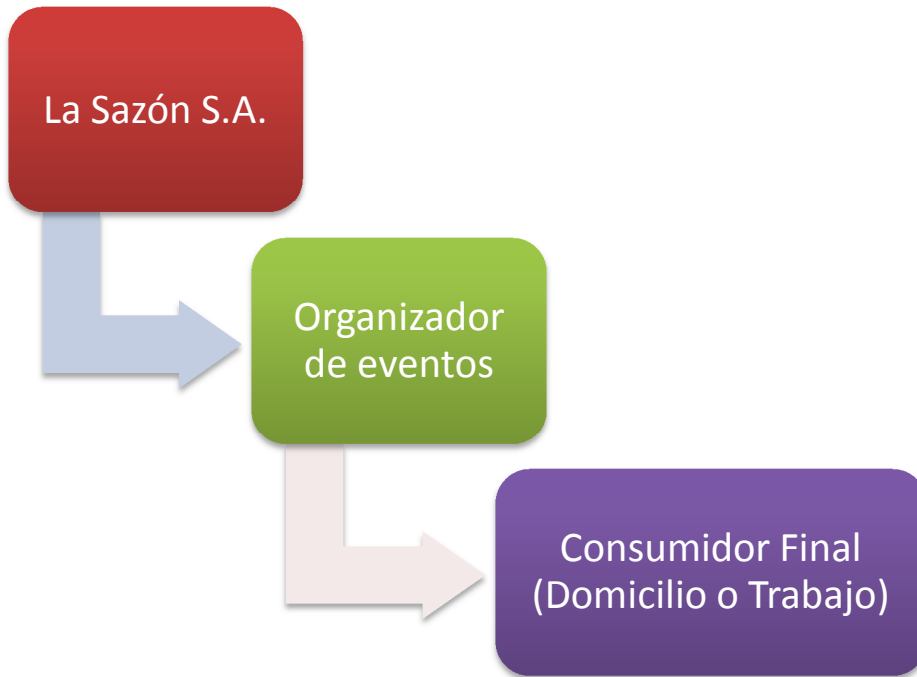 La Sazón S.A.
Organizador
de eventos
Consumidor Final
(Domicilio o Trabajo)